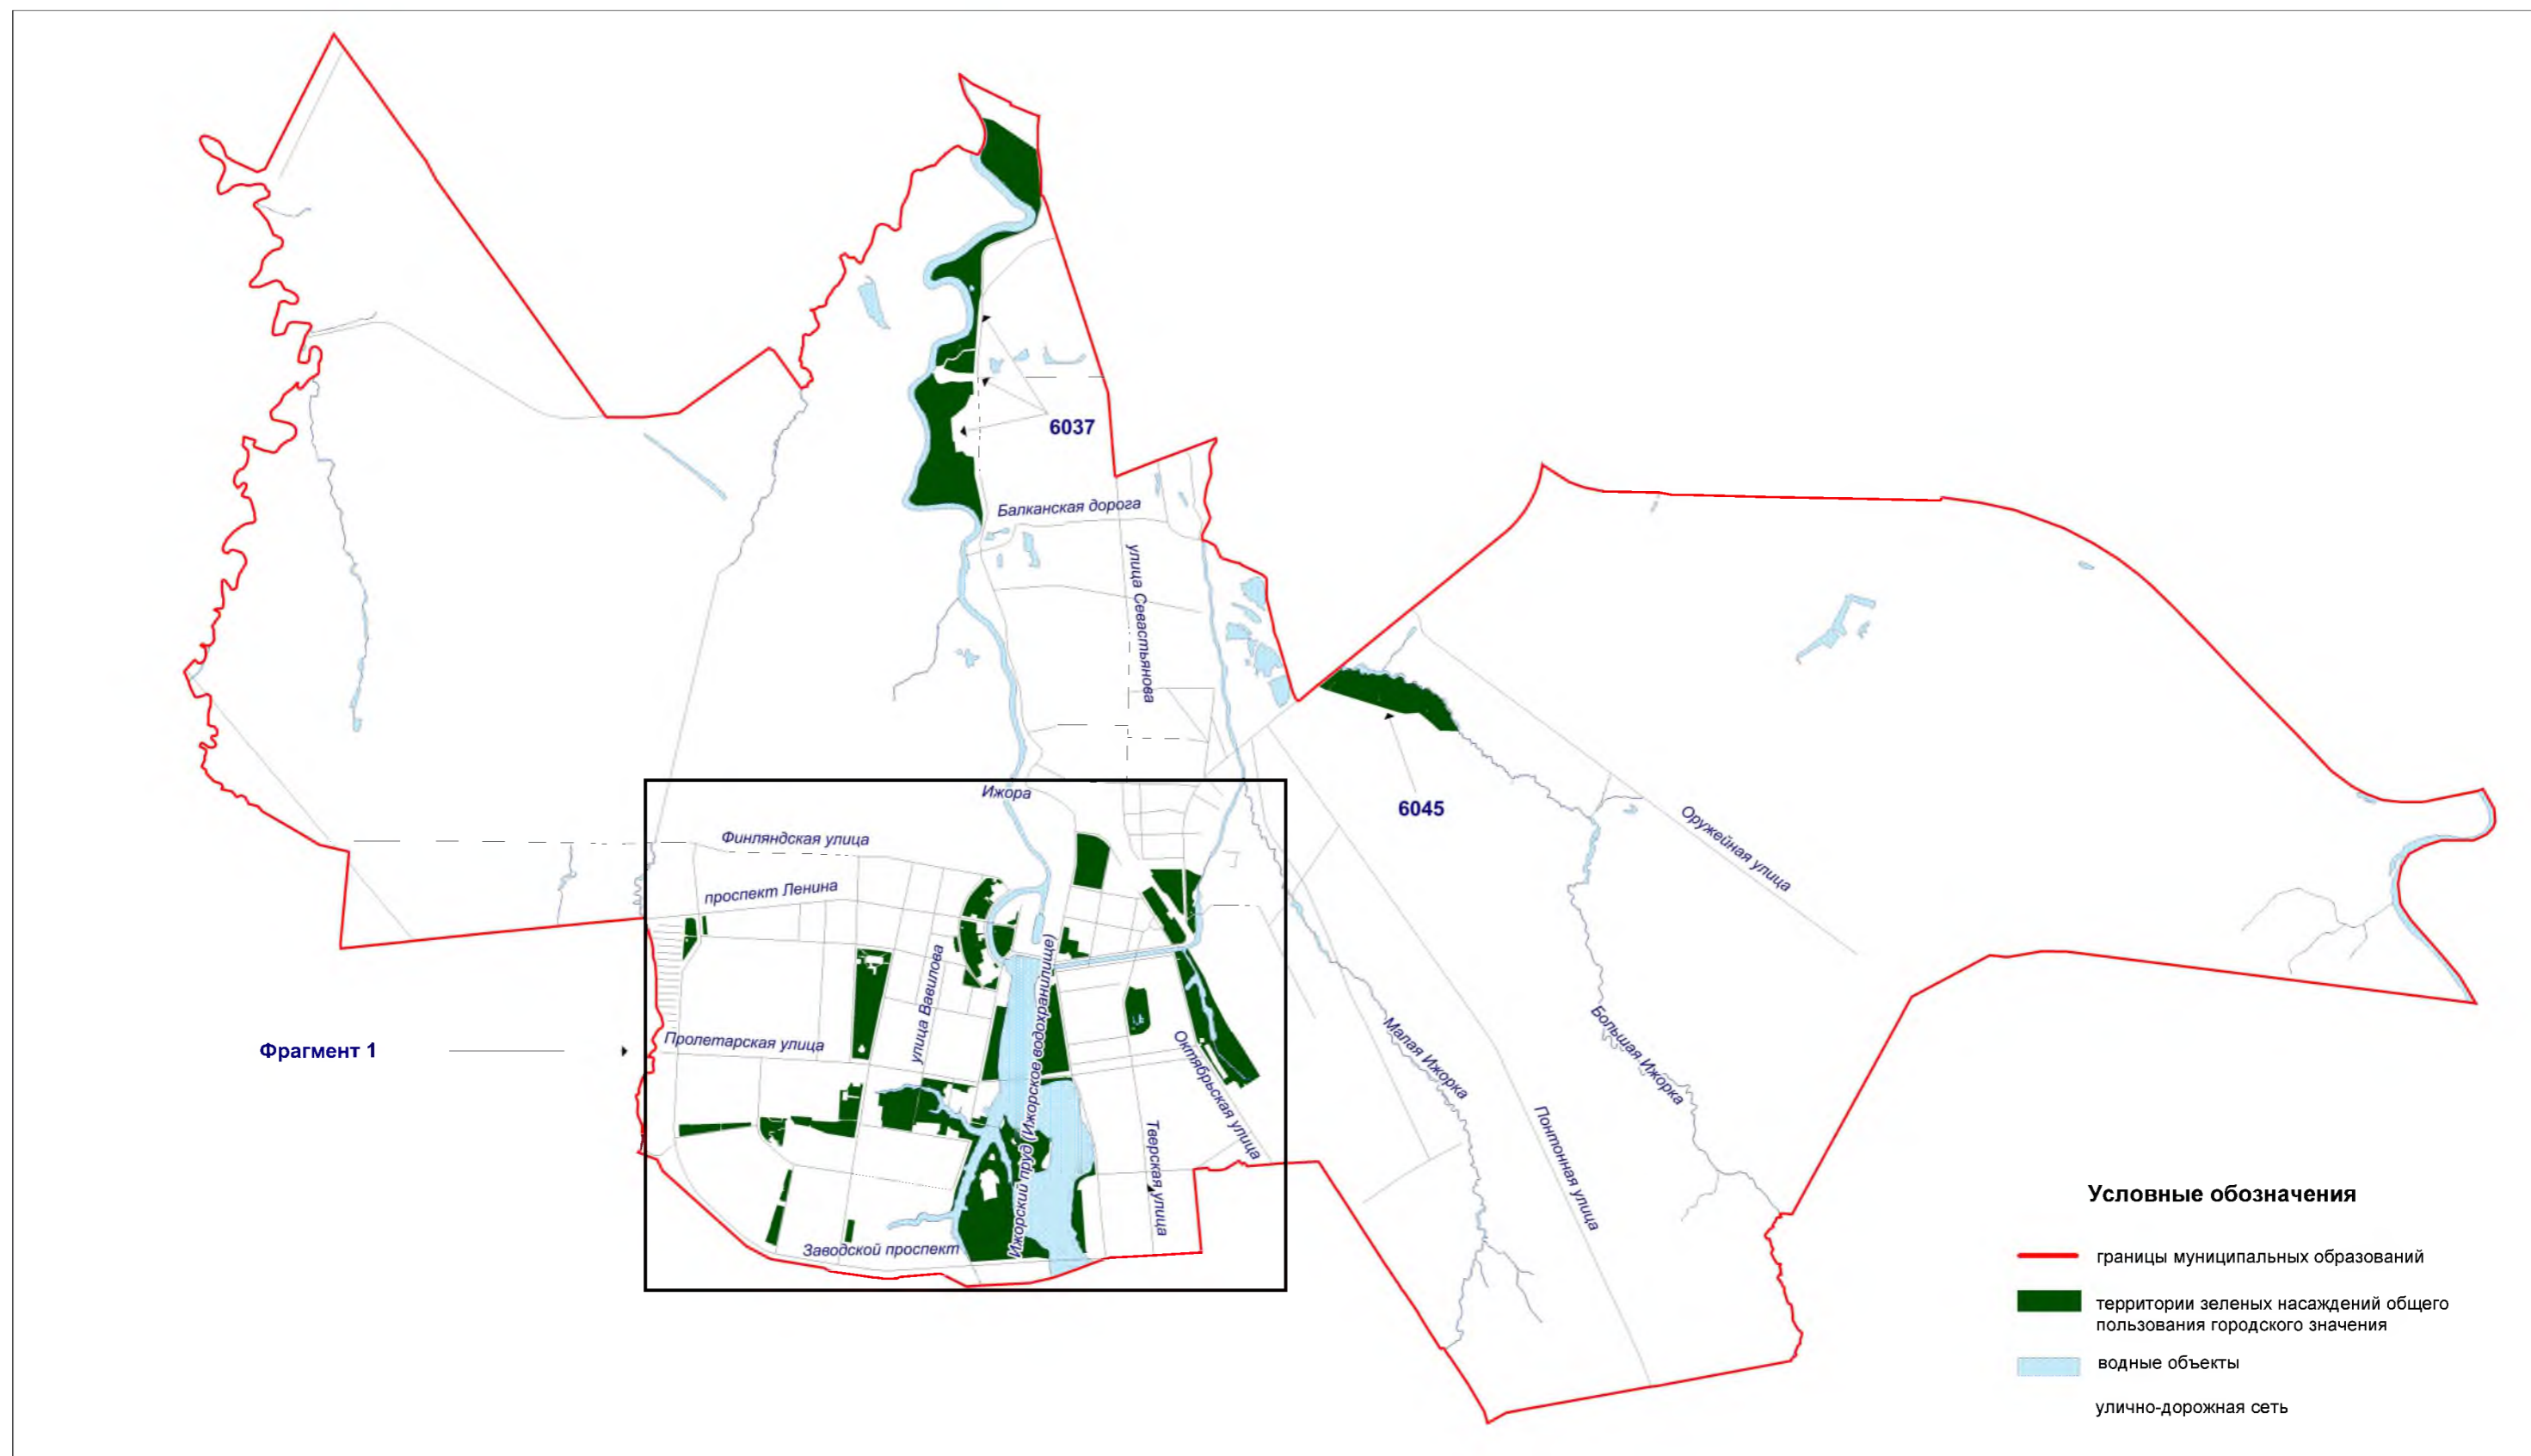 6037
Балканская дорога
улица Севастьянова
6045
Ижора
Финляндская улица
проспект Ленина
Оружейная улица
улица Вавилова
Ижорский пруд (Ижорское водохранилище)
Фрагмент 1
Пролетарская улица
Октябрьская улица
Малая Ижорка
Большая Ижорка
Понтонная улица
Тверская улица
Заводской проспект
Условные обозначения
границы муниципальных образований
территории зеленых насаждений общего
пользования городского значения
водные объекты
улично-дорожная сеть